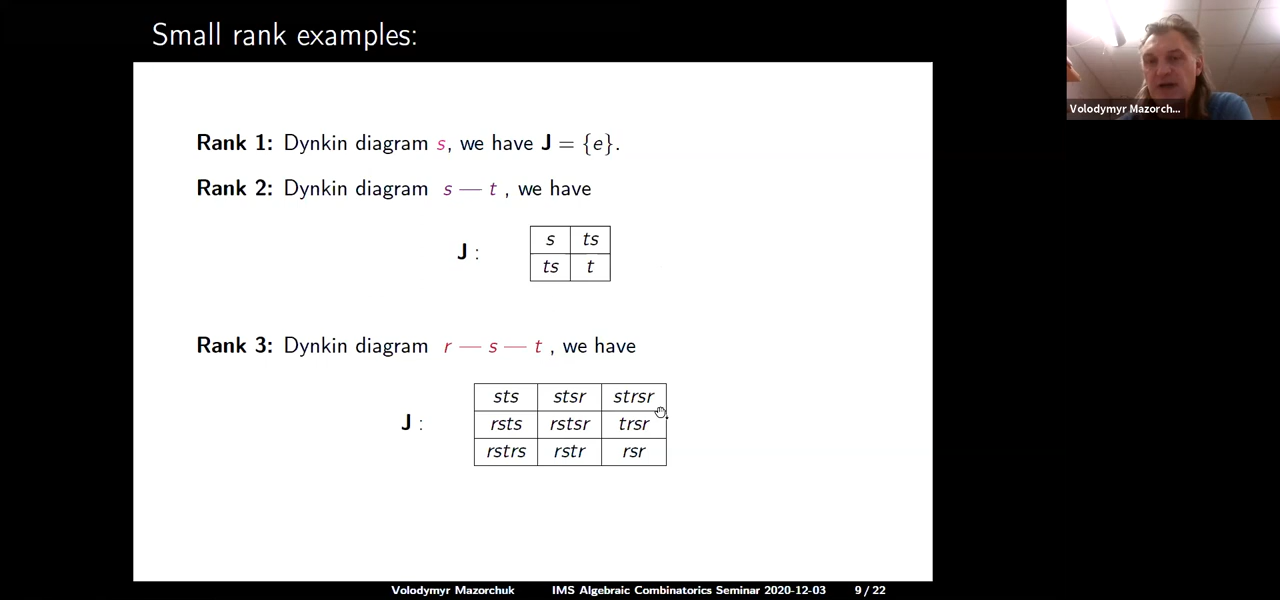 Small rank examples:
Volodymyr Mazorch...
Rank 1: Dynkin diagram s, we have J = {e}.
Rank 2: Dynkin diagram s — t , we have
J :
s ts
ts t
Rank 3: Dynkin diagram r — s — t , we have
J :
sts stsr strsr
rsts rstsr trsr
rstrs rstr rsr
Volodymyr Mazorchuk IMS Algebraic Combinatorics Seminar 2020-12-03 9 / 22